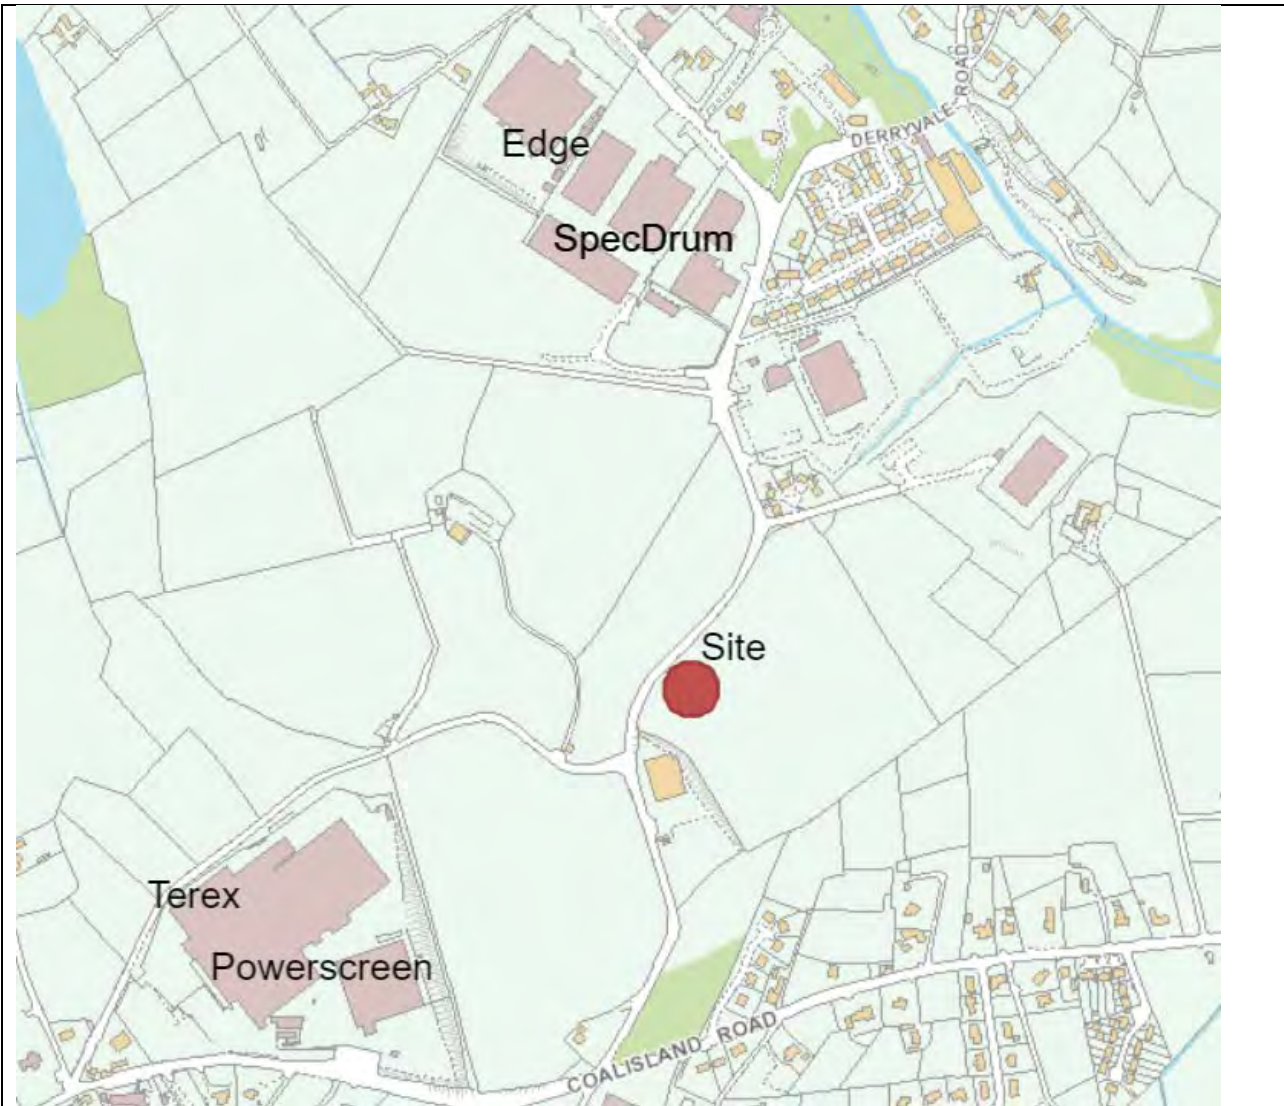 Edge
DERRYVALE ROAD
SpecDrum
Site
Terex
Powerscreen
COALISLAND ROAD